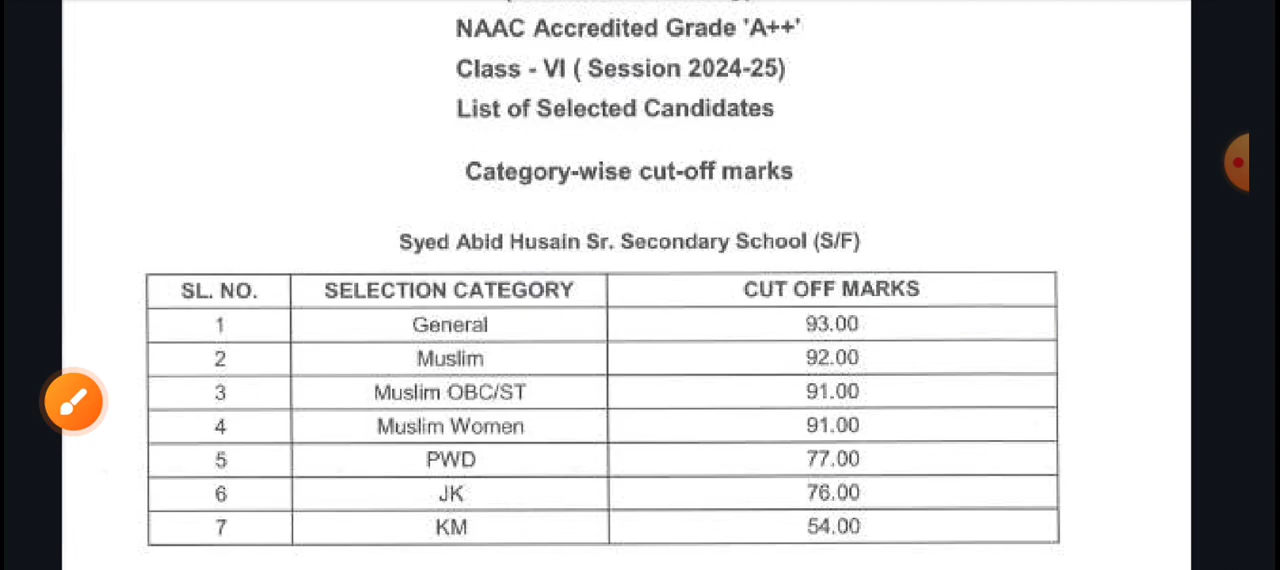 NAAC Accredited Grade 'A++'
Class - VI ( Session 2024-25)
List of Selected Candidates
Category-wise cut-off marks
Syed Abid Husain Sr. Secondary School (S/F)
SL. NO. SELECTION CATEGORY CUT OFF MARKS
1 General 93.00
2 Muslim 92.00
3 Muslim OBC/ST 91.00
4 Muslim Women 91.00
5 PWD 77.00
6 JK 76.00
7 KM 54.00